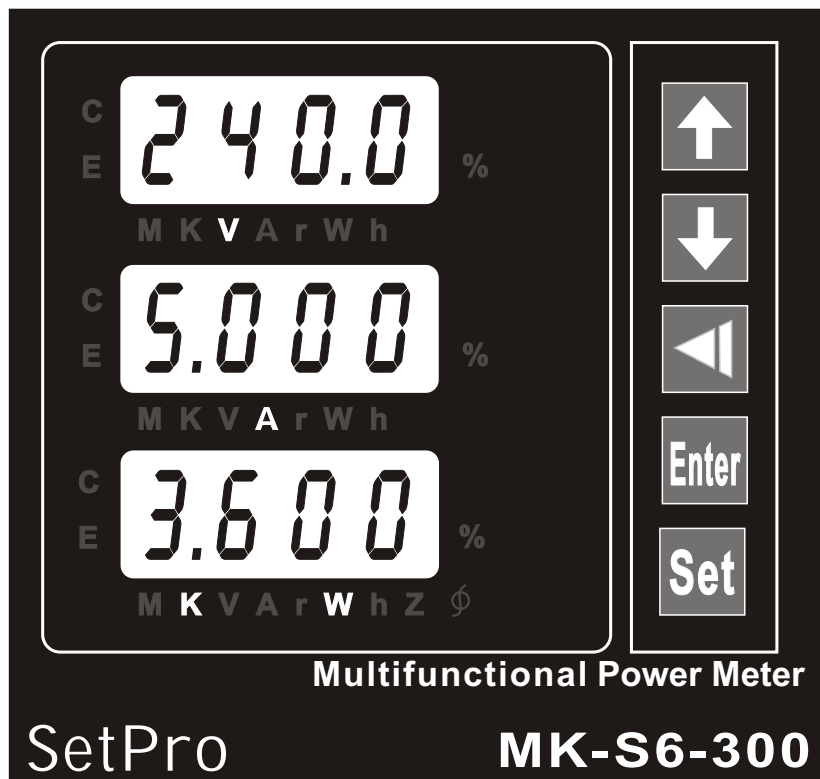 C
240.0
E %
M K V A r W h
C
5.000
E %
M K V A r W h
C
3.600
E %
M K V A r W h Z ∮
Enter
Set
Multifunctional Power Meter
SetPro MK-S6-300